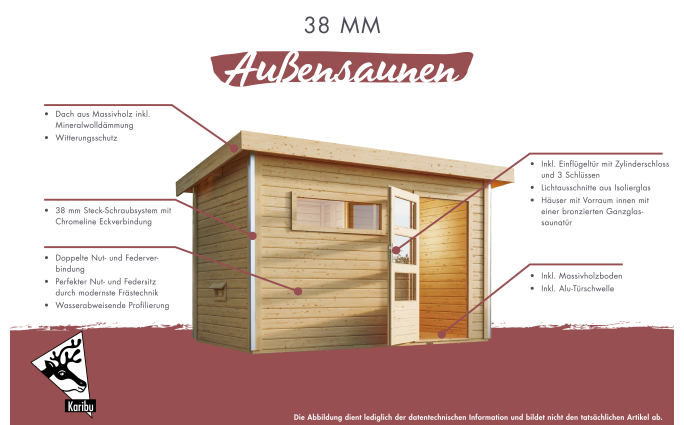 38 MM
Außensaunen
• Dach aus Massivholz inkl.
Mineralwolldämmung
• Witterungsschutz
• 38 mm Steck-Schraubsystem mit
Chromeline Eckverbindung
• Doppelte Nut- und Federver-
bindung
• Perfekter Nut- und Federsitz
durch modernste Frästechnik
• Wasserabweisende Profilierung
• Inkl. Einflügeltür mit Zylinderschloss
und 3 Schlüssen
• Lichtausschnitte aus Isolierglas
• Häuser mit Vorraum innen mit
einer bronzierten Ganzglas-
saunatür
• Inkl. Massivholzboden
• Inkl. Alu-Türschwelle
Karibu
Die Abbildung dient lediglich der datentechnischen Information und bildet nicht den tatsächlichen Artikel ab.